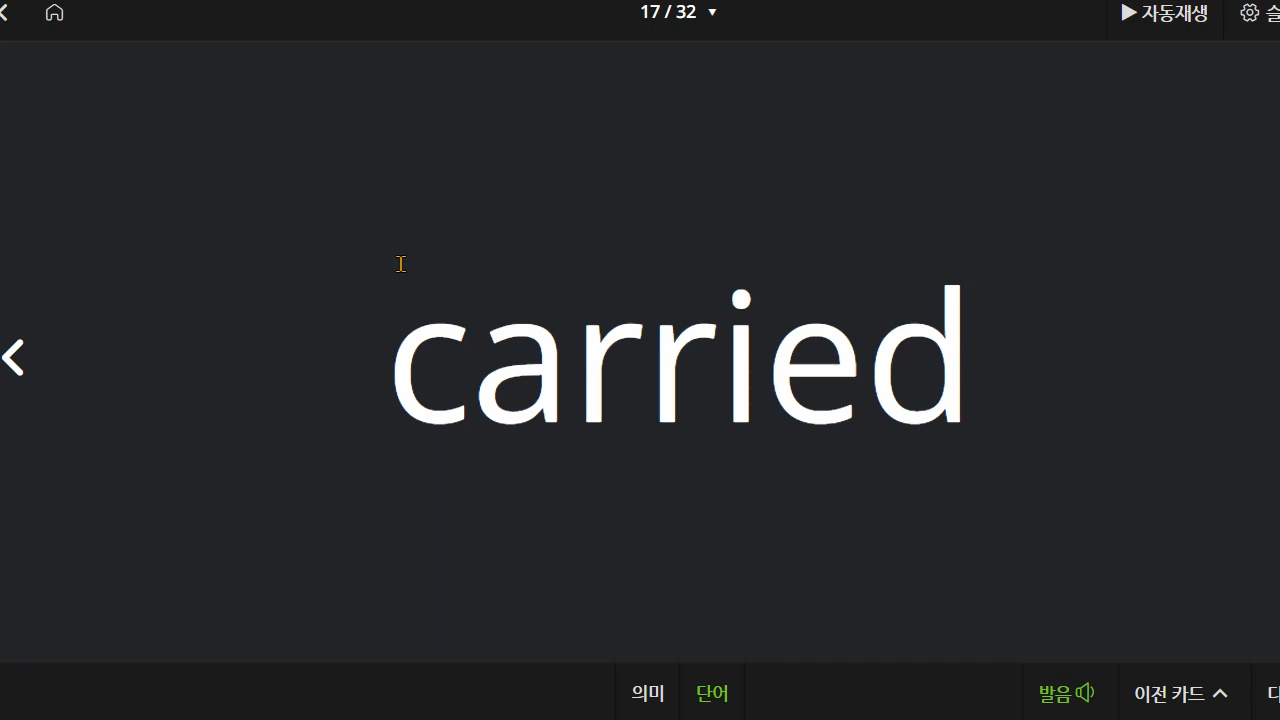 17 / 32 ▼
▶ 자동재생
carried
의미
단어
발음
이전 카드